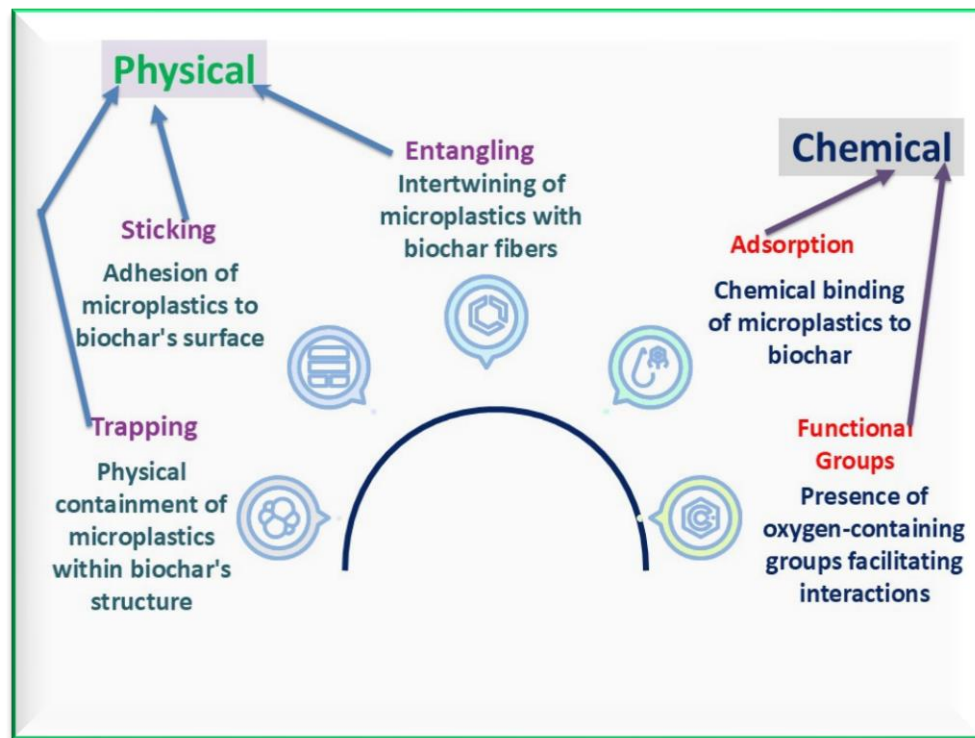 Physical
Chemical
Entangling
Intertwining of
microplastics with
biochar fibers
Sticking
Adhesion of
microplastics to
biochar's surface
Adsorption
Chemical binding
of microplastics to
biochar
Trapping
Physical
containment of
microplastics within
biochar's
structure
Functional
Groups
Presence of
oxygen-containing
groups facilitating
interactions